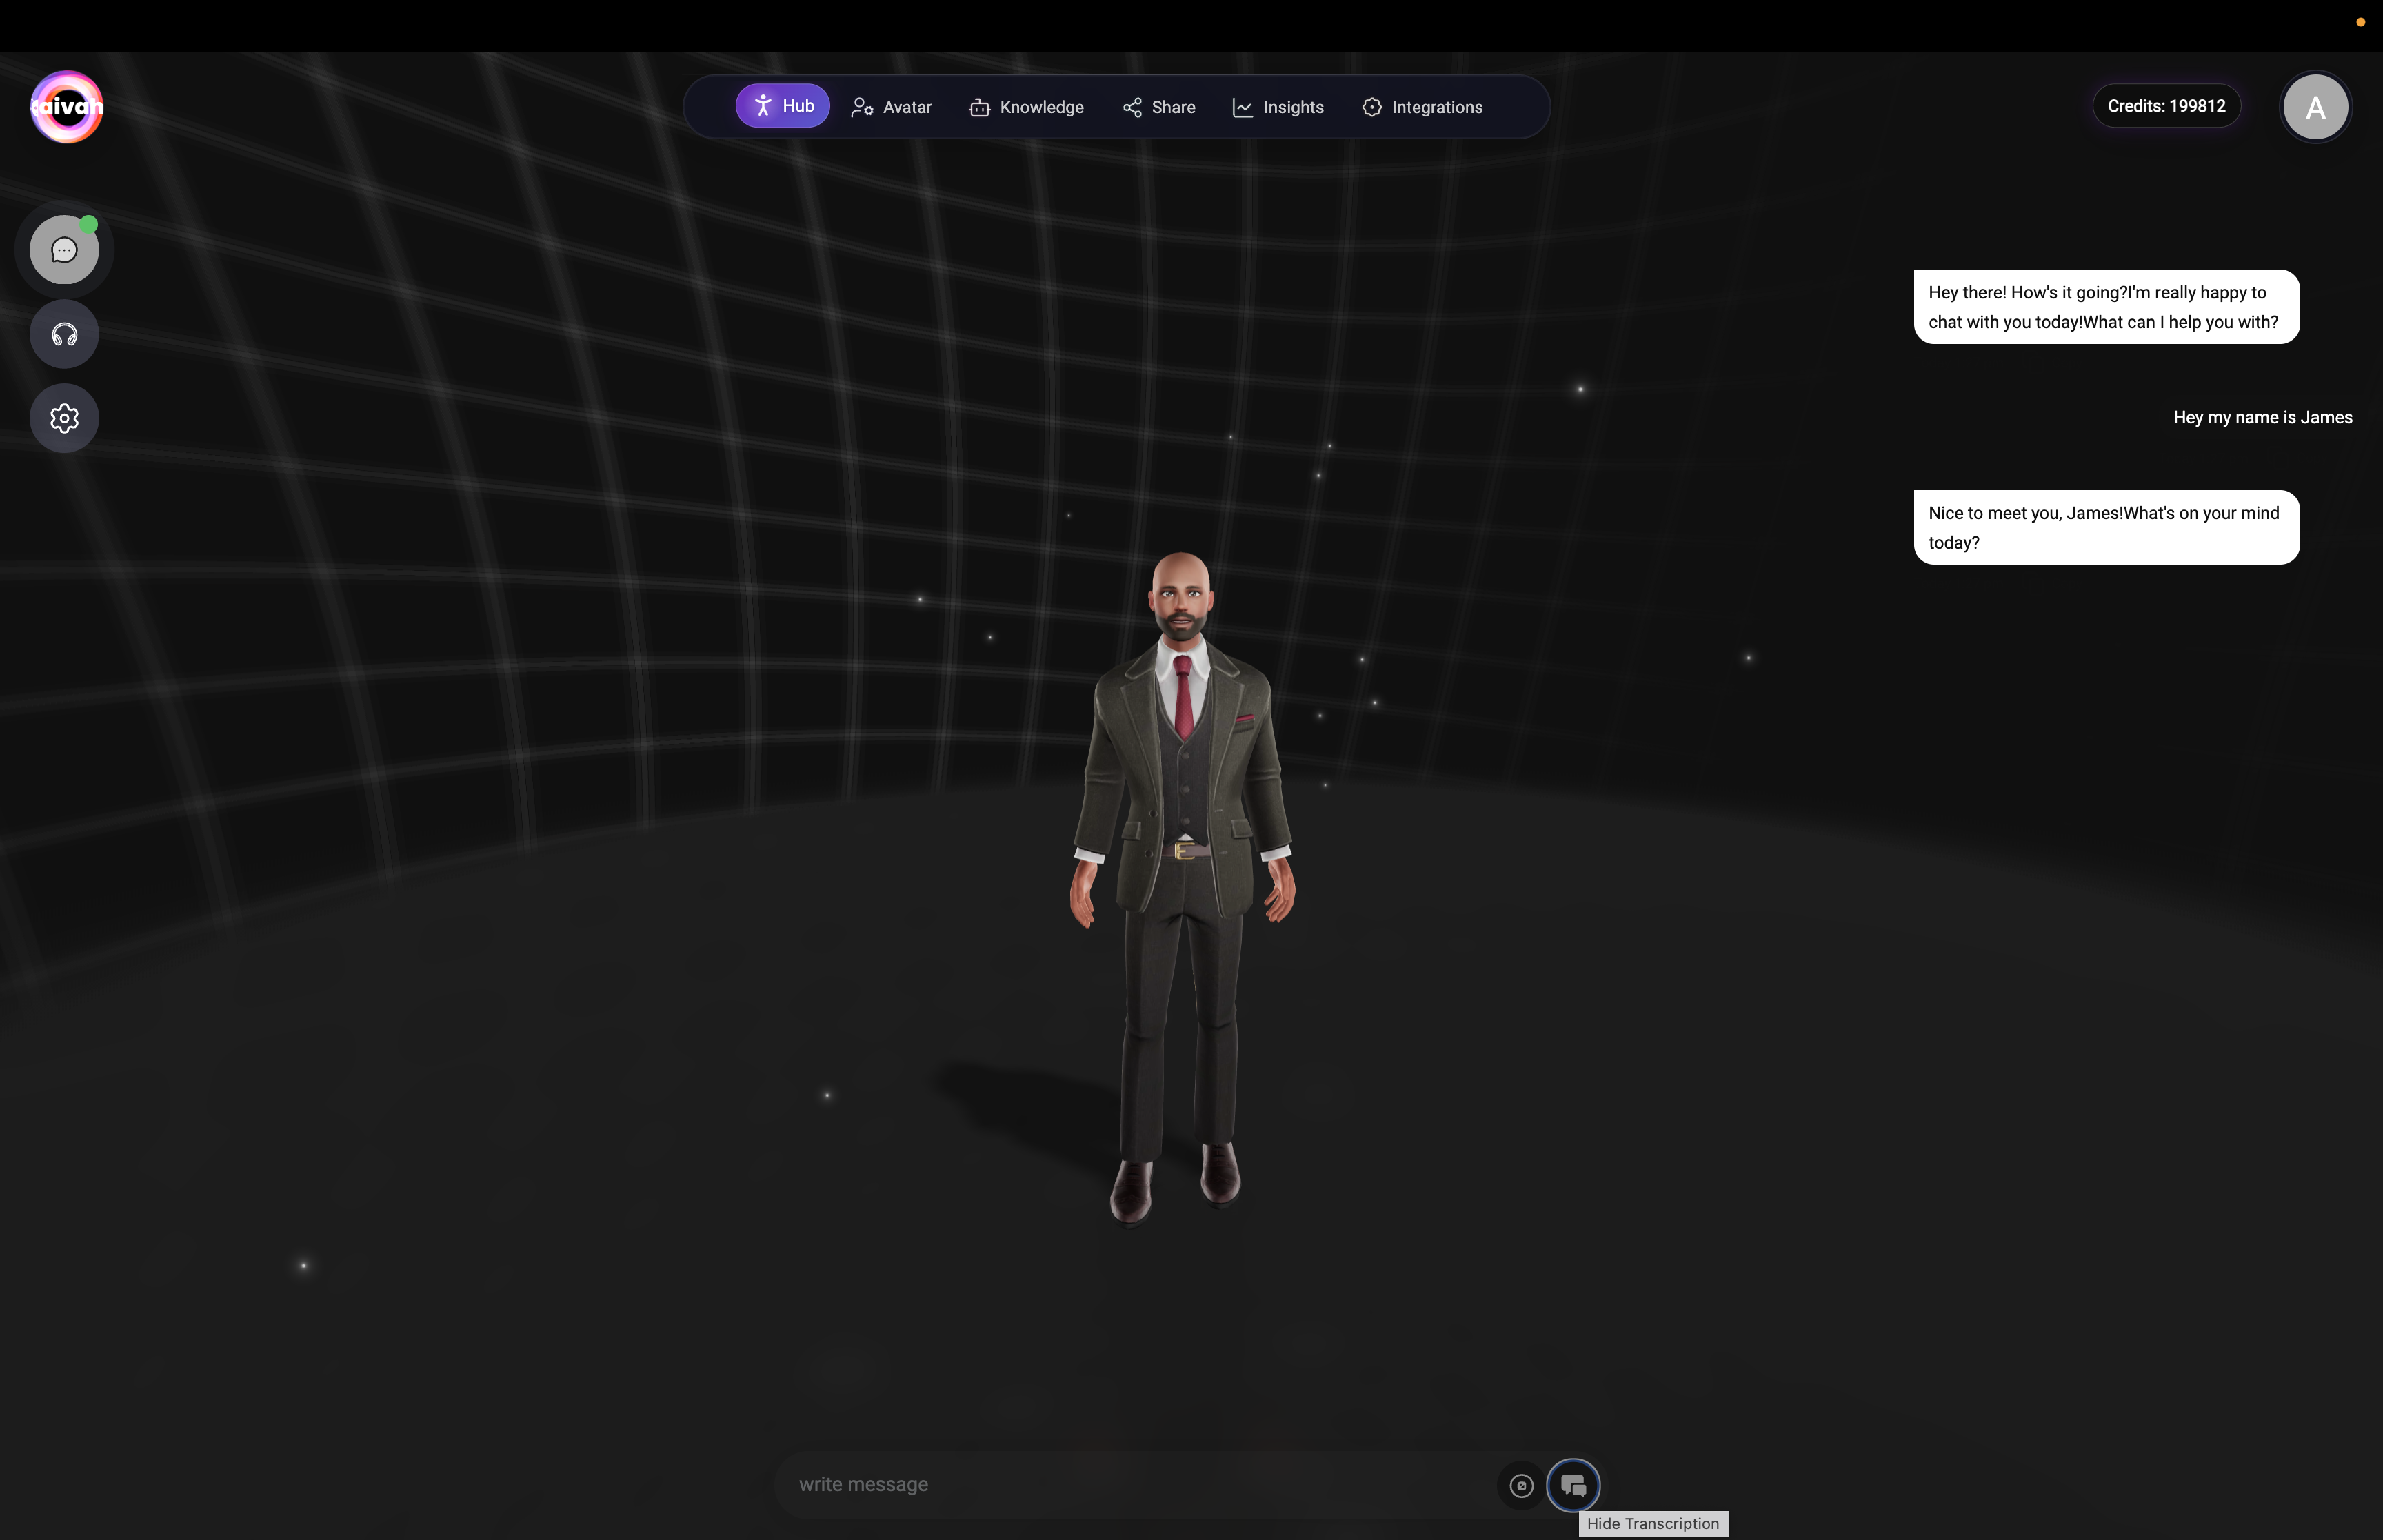 aivah
Hub
Avatar
Knowledge
Share
Insights
Integrations
Credits: 199812
A
Hey there! How's it going?I'm really happy to
chat with you today!What can I help you with?
Hey my name is James
Nice to meet you, James!What's on your mind
today?
write message
Hide Transcription